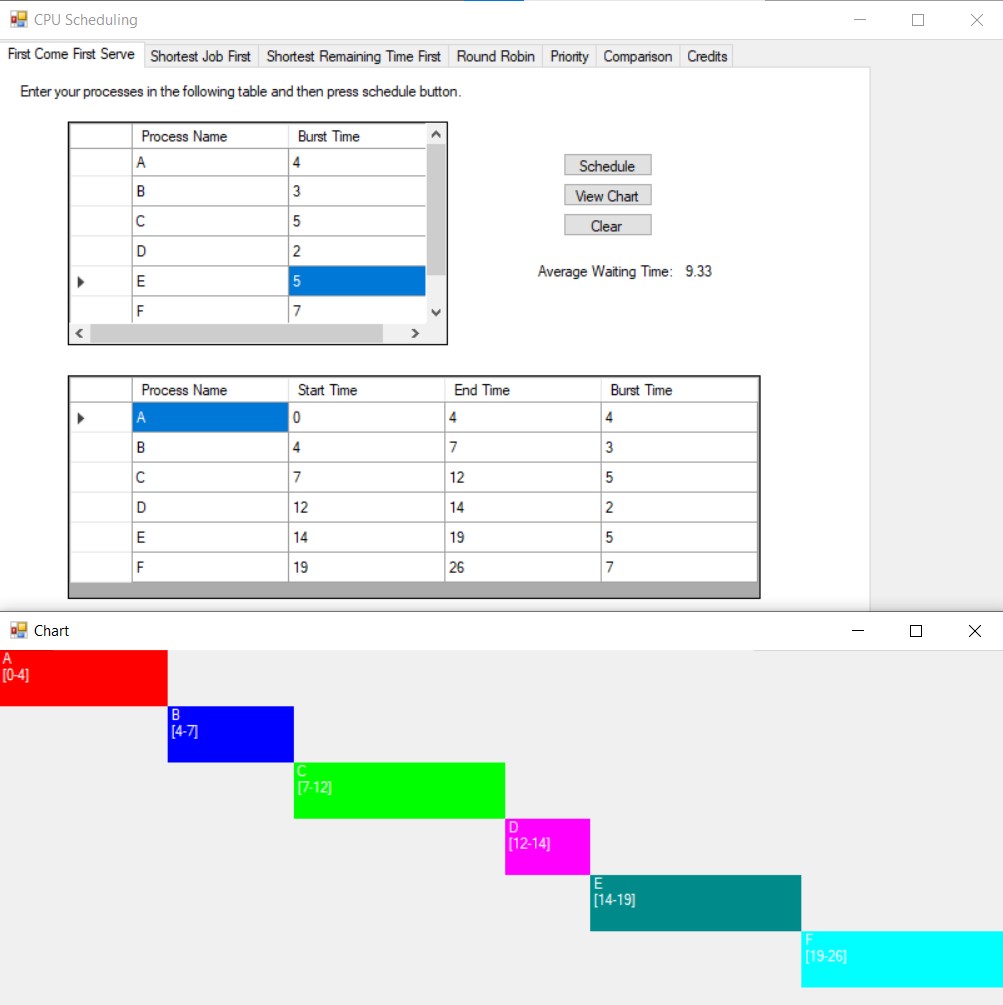 CPU Scheduling
First Come First Serve Shortest Job First Shortest Remaining Time First Round Robin Priority Comparison Credits
Enter your processes in the following table and then press schedule button.
Process Name Burst Time
A 4
B 3
C 5
D 2
E 5
F 7
Schedule
View Chart
Clear
Average Waiting Time: 9.33
Process Name Start Time End Time Burst Time
A 0 4 4
B 4 7 3
C 7 12 5
D 12 14 2
E 14 19 5
F 19 26 7
Chart
A
[0-4]
B
[4-7]
C
[7-12]
D
[12-14]
E
[14-19]
F
[19-26]